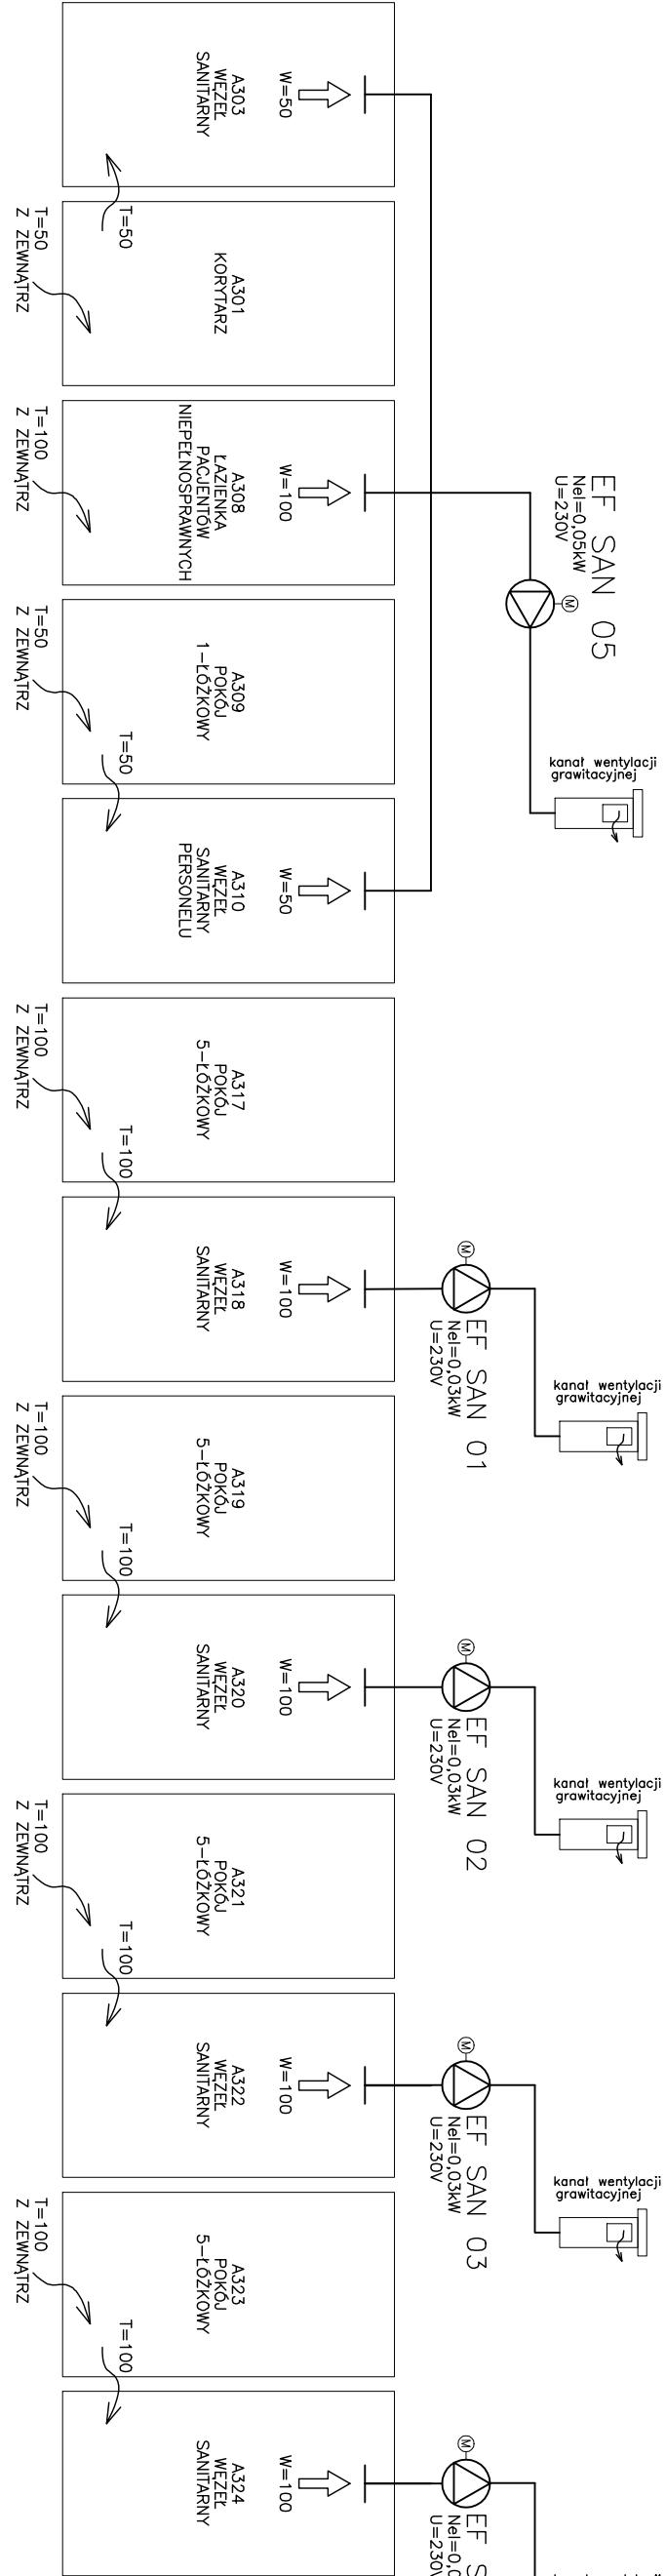 A303
WĘZEŁ
SANITARNY
W=50
T=50
T=50
Z ZEWNĄTRZ
A301
KORYTARZ
EF SAN 05
Nel=0,05kW
U=230V
M
kanał wentylacji
grawitacyjnej
A308
ŁAZIENKA
PACJENTÓW
NIEPEŁNOSPRAWNYCH
W=100
T=100
Z ZEWNĄTRZ
A309
POKÓJ
1-ŁÓŻKOWY
T=50
Z ZEWNĄTRZ
T=50
A310
WĘZEŁ
SANITARNY
PERSONELU
W=50
A317
POKÓJ
5-ŁÓŻKOWY
T=100
Z ZEWNĄTRZ
T=100
A318
WĘZEŁ
SANITARNY
W=100
M
EF SAN 01
Nel=0,03kW
U=230V
kanał wentylacji
grawitacyjnej
A319
POKÓJ
5-ŁÓŻKOWY
T=100
Z ZEWNĄTRZ
T=100
A320
WĘZEŁ
SANITARNY
W=100
M
EF SAN 02
Nel=0,03kW
U=230V
kanał wentylacji
grawitacyjnej
A321
POKÓJ
5-ŁÓŻKOWY
T=100
Z ZEWNĄTRZ
T=100
A322
WĘZEŁ
SANITARNY
W=100
M
EF SAN 03
Nel=0,03kW
U=230V
kanał wentylacji
grawitacyjnej
A323
POKÓJ
5-ŁÓŻKOWY
T=100
Z ZEWNĄTRZ
T=100
A324
WĘZEŁ
SANITARNY
W=100
M
EF
U=230V